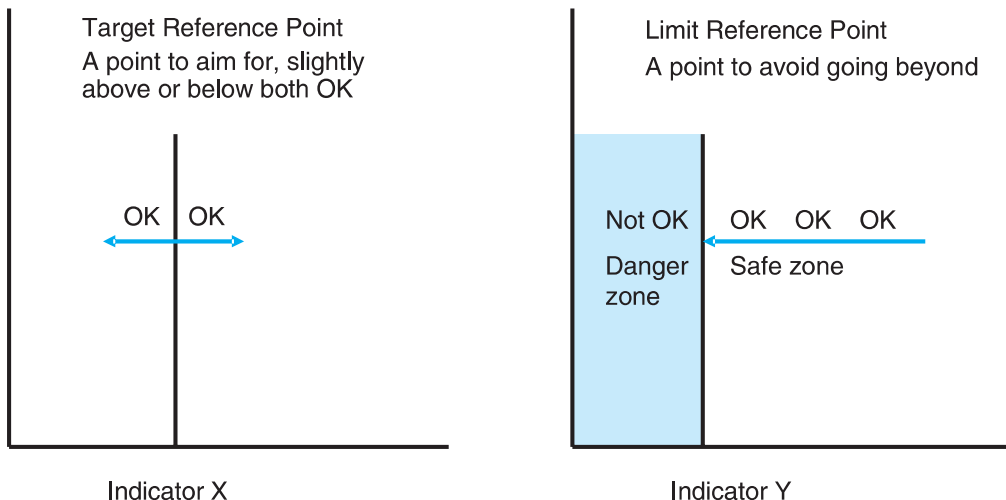 Target Reference Point
A point to aim for, slightly
above or below both OK
OK OK
Indicator X
Limit Reference Point
A point to avoid going beyond
Not OK OK OK OK
Danger Safe zone
zone
Indicator Y